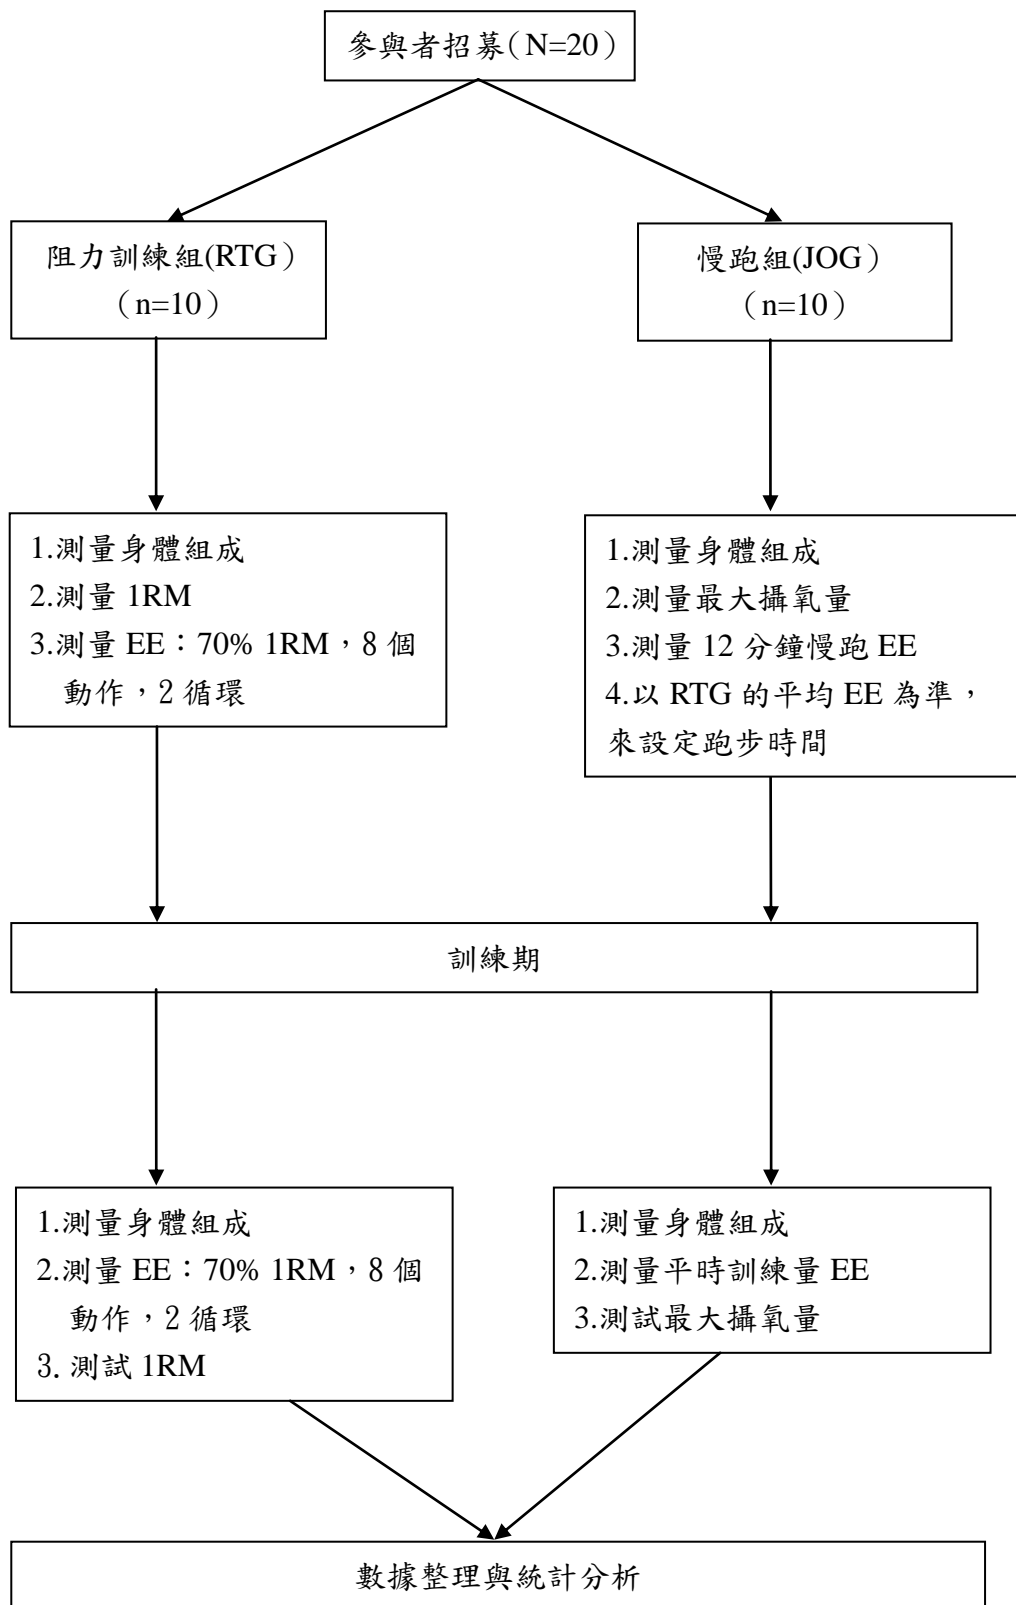 參與者招募（N=20）
阻力訓練組(RTG）
（n=10）
慢跑組(JOG）
（n=10）
1.測量身體組成
2.測量 1RM
3.測量 EE：70% 1RM，8 個
動作，2 循環
1.測量身體組成
2.測量最大攝氧量
3.測量 12 分鐘慢跑 EE
4.以 RTG 的平均 EE 為準，
來設定跑步時間
訓練期
1.測量身體組成
2.測量 EE：70% 1RM，8 個
動作，2 循環
3. 測試 1RM
1.測量身體組成
2.測量平時訓練量 EE
3.測試最大攝氧量
數據整理與統計分析